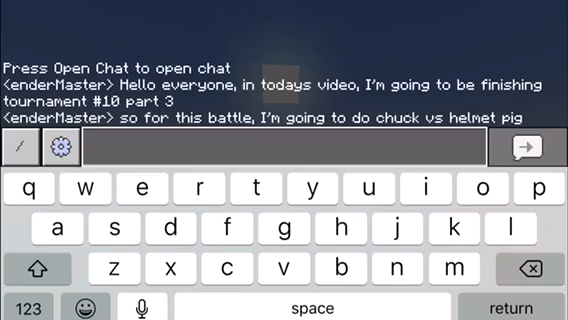 Press Open Chat to open chat
<enderMaster> Hello everyone, in todays video, I'm going to be finishing
tournament #10 part 3
<enderMaster> so for this battle, I'm going to do chuck vs helmet pig
/
q w e r t y u i o p
a s d f g h j k l
z x c v b n m
123 space return